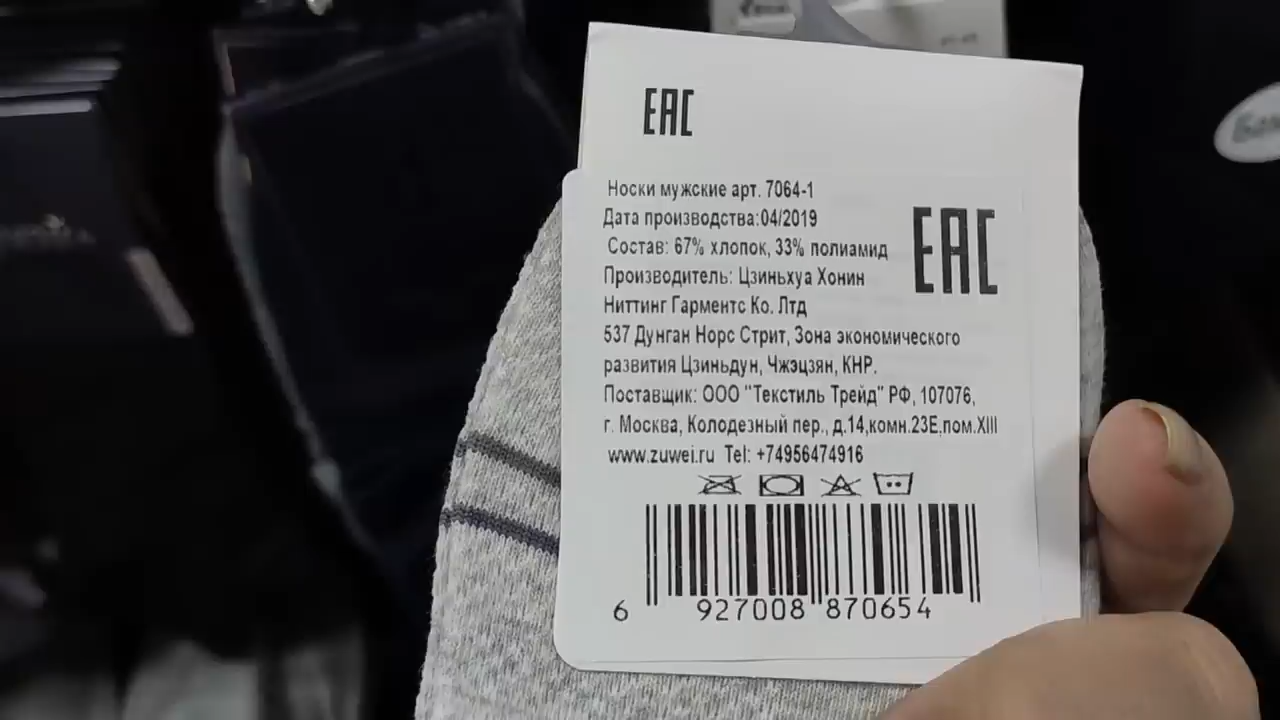 EAC
Носки мужские арт. 7064-1
Дата производства:04/2019
Состав: 67% хлопок, 33% полиамид
EAC
Производитель: Цзиньхуа Хонин
Ниттинг Гарментс Ко. Лтд
537 Дунган Норс Стрит, Зона экономического
развития Цзиньдун, Чжэцзян, КНР.
Поставщик: ООО "Текстиль Трейд" РФ, 107076,
г. Москва, Колодезный пер., д.14,комн.23Е,пом.XIII
www.zuwei.ru Tel: +74956474916
6 927008 870654